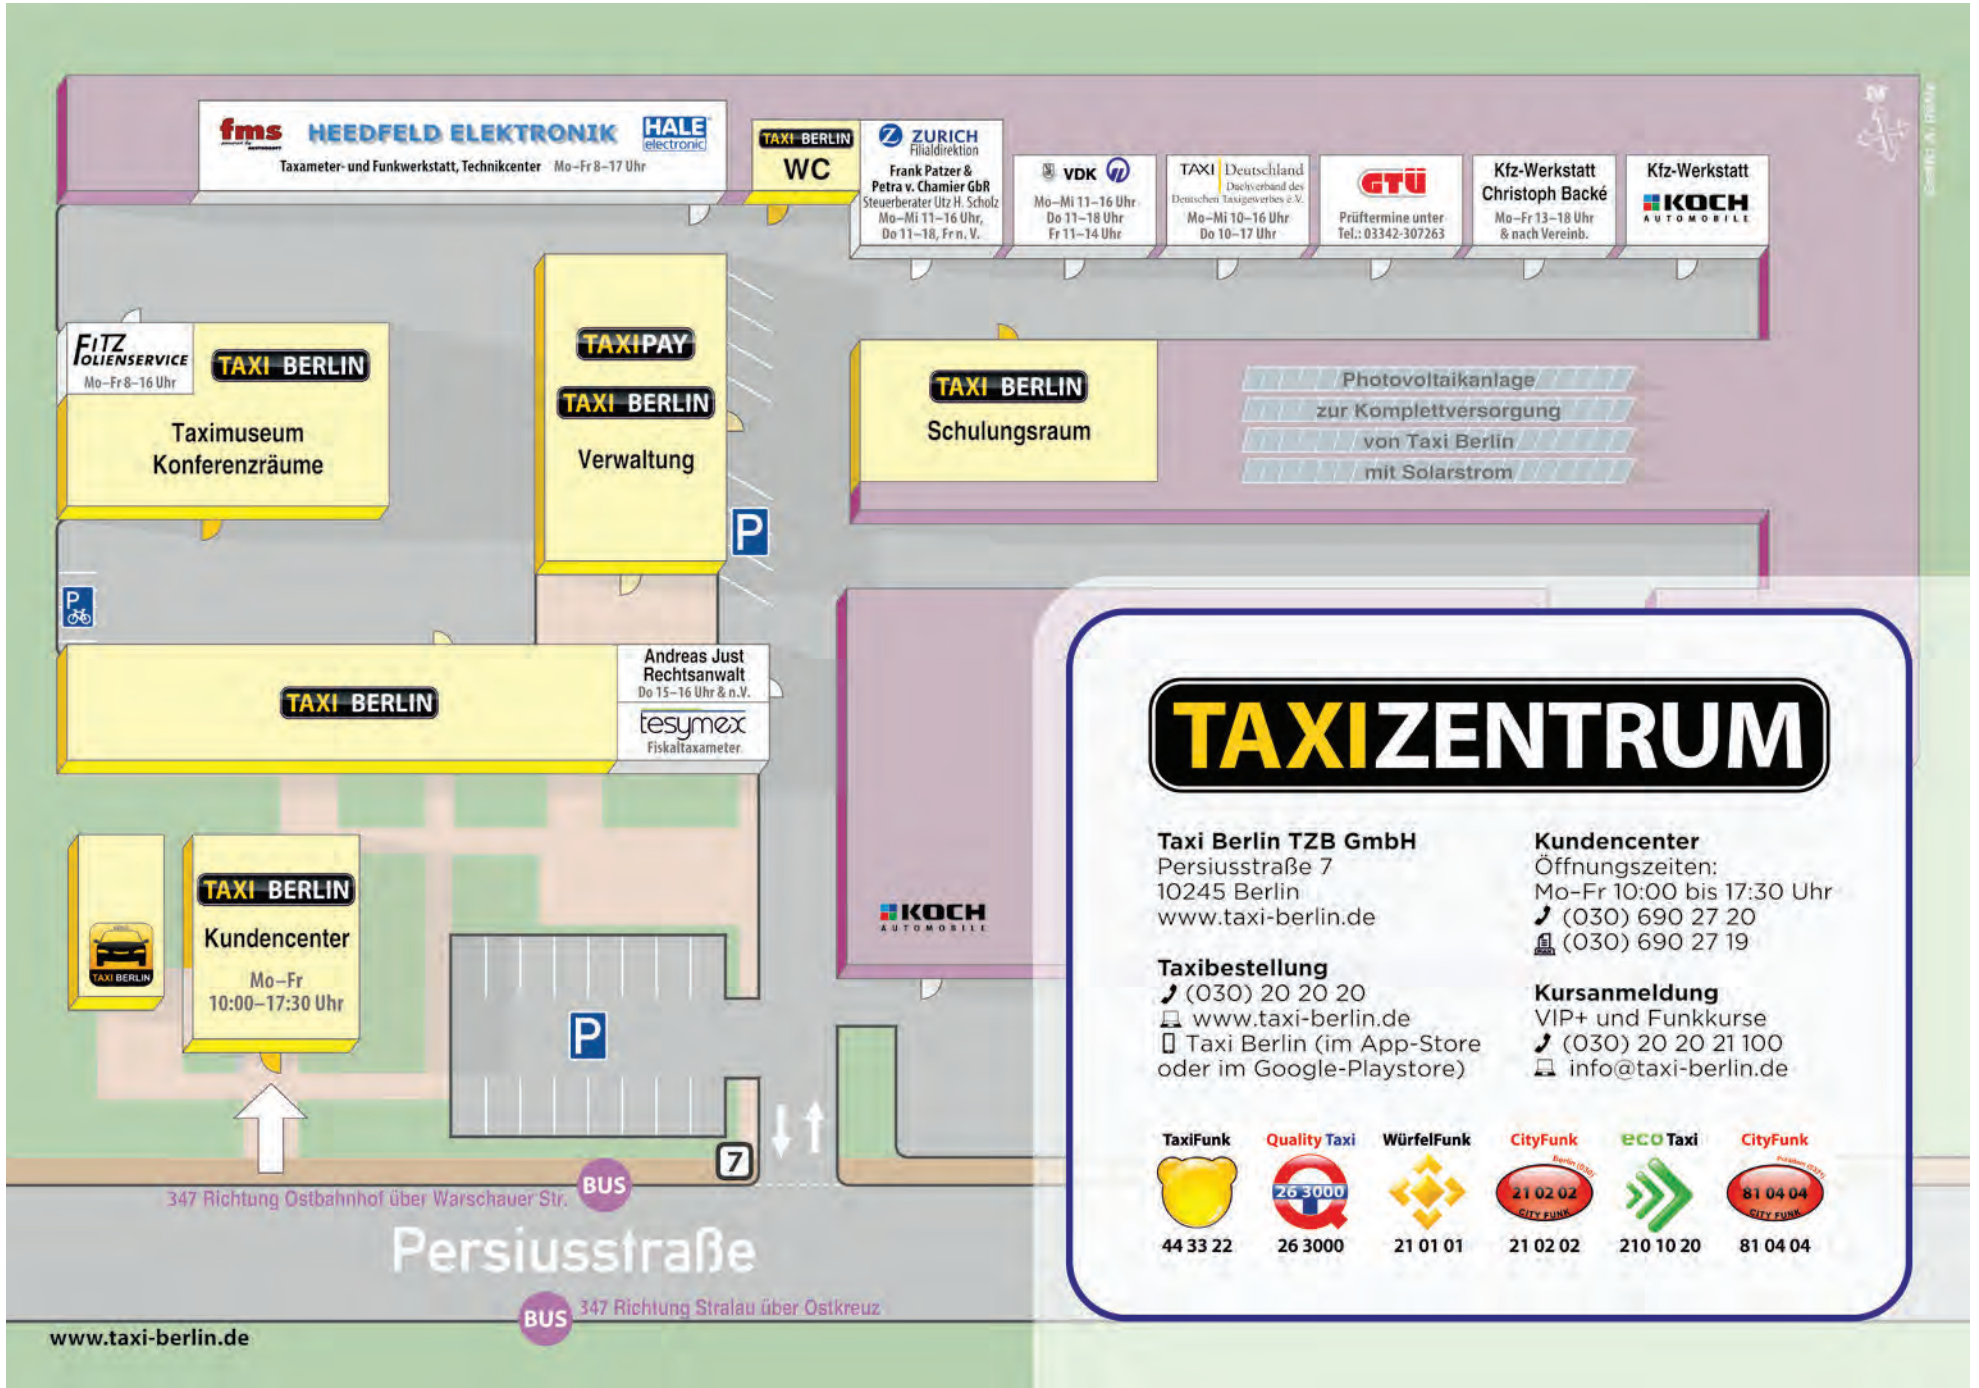 fms HEEDFELD ELEKTRONIK HALE electronic
Taxameter- und Funkwerkstatt, Technikcenter Mo–Fr 8–17 Uhr
TAXI BERLIN
WC
ZURICH
Filialdirektion
Frank Patzer &
Petra v. Chamier GbR
Steuerberater Utz H. Scholz
Mo–Mi 11–16 Uhr,
Do 11–18, Fr n. V.
VDK
Mo–Mi 11–16 Uhr
Do 11–18 Uhr
Fr 11–14 Uhr
TAXI Deutschland
Dachverband des
Deutschen Taxigewerbes e.V.
Mo–Mi 10–16 Uhr
Do 10–17 Uhr
GTÜ
Prüftermine unter
Tel.: 03342-307263
Kfz-Werkstatt
Christoph Backé
Mo–Fr 13–18 Uhr
& nach Vereinb.
Kfz-Werkstatt
KOCH
AUTOMOBILE
FITZ
FOLIENSERVICE
Mo–Fr 8–16 Uhr
TAXI BERLIN
Taximuseum
Konferenzräume
TAXIPAY
TAXI BERLIN
Verwaltung
P
TAXI BERLIN
Schulungsraum
Photovoltaikanlage
zur Komplettversorgung
von Taxi Berlin
mit Solarstrom
P
TAXI BERLIN
Andreas Just
Rechtsanwalt
Do 15–16 Uhr & n.V.
tesymex
Fiskaltaxameter
TAXI BERLIN
TAXI BERLIN
Kundencenter
Mo–Fr
10:00–17:30 Uhr
P
KOCH
AUTOMOBILE
7
347 Richtung Ostbahnhof über Warschauer Str. BUS
Persiusstraße
BUS 347 Richtung Stralau über Ostkreuz
www.taxi-berlin.de
TAXIZENTRUM
Taxi Berlin TZB GmbH
Persiusstraße 7
10245 Berlin
www.taxi-berlin.de
Taxibestellung
(030) 20 20 20
www.taxi-berlin.de
Taxi Berlin (im App-Store
oder im Google-Playstore)
Kundencenter
Öffnungszeiten:
Mo–Fr 10:00 bis 17:30 Uhr
(030) 690 27 20
(030) 690 27 19
Kursanmeldung
VIP+ und Funkkurse
(030) 20 20 21 100
info@taxi-berlin.de
TaxiFunk
44 33 22
Quality Taxi
26 3000
26 3000
WürfelFunk
21 01 01
CityFunk
Berlin (030)
21 02 02
CITY FUNK
21 02 02
eco Taxi
210 10 20
CityFunk
81 04 04
CITY FUNK
81 04 04